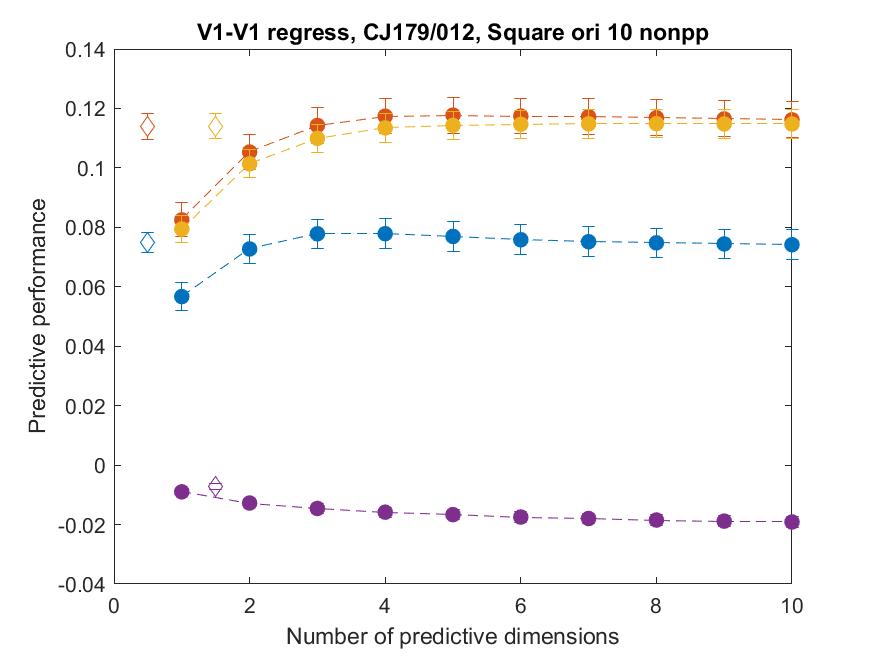 V1-V1 regress, CJ179/012, Square ori 10 nonpp
0.14
0.12
0.1
0.08
0.06
0.04
0.02
0
-0.02
-0.04
Predictive performance
0 2 4 6 8 10
Number of predictive dimensions